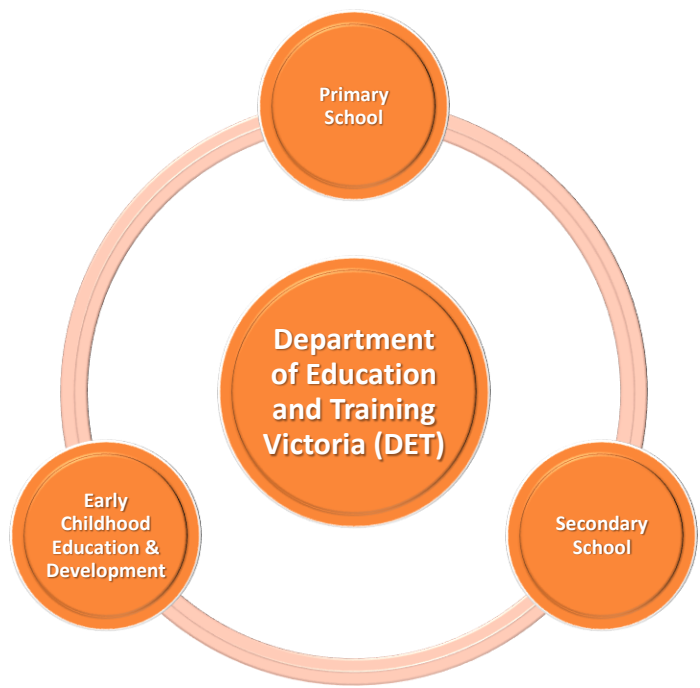 Primary
School
Department
of Education
and Training
Victoria (DET)
Early
Childhood
Education &
Development
Secondary
School